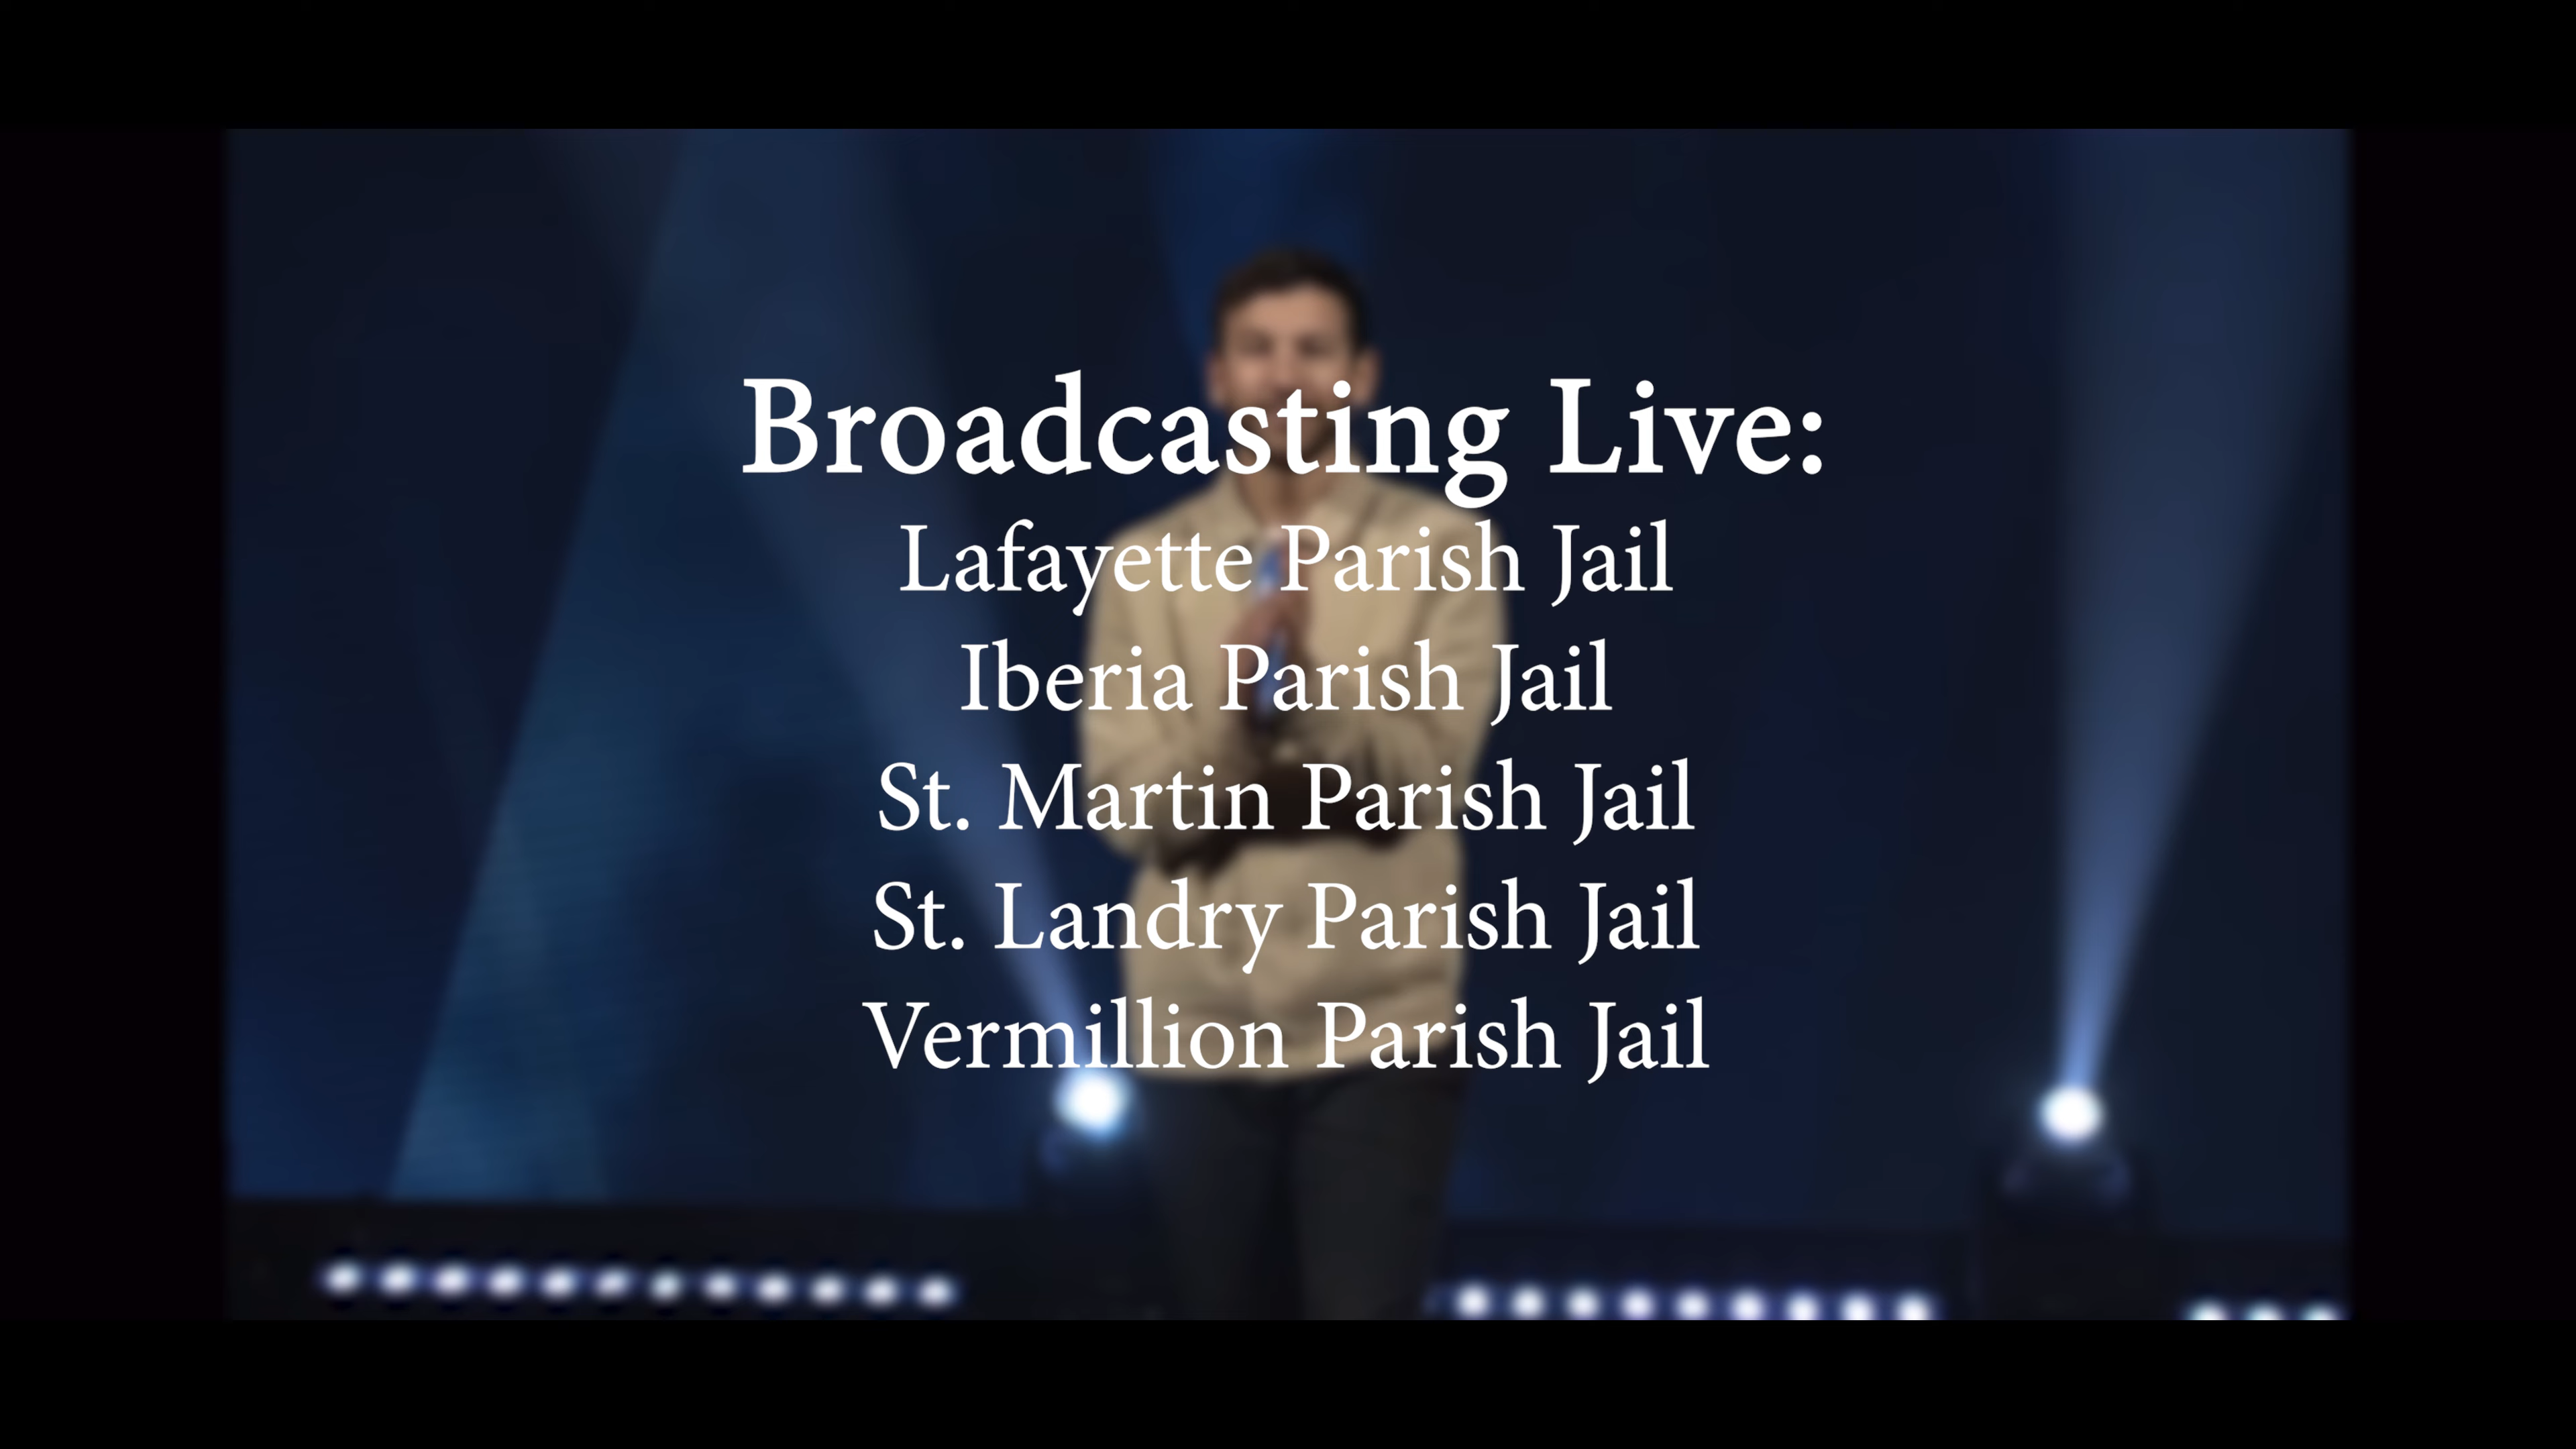 Broadcasting Live:
Lafayette Parish Jail
Iberia Parish Jail
St. Martin Parish Jail
St. Landry Parish Jail
Vermillion Parish Jail